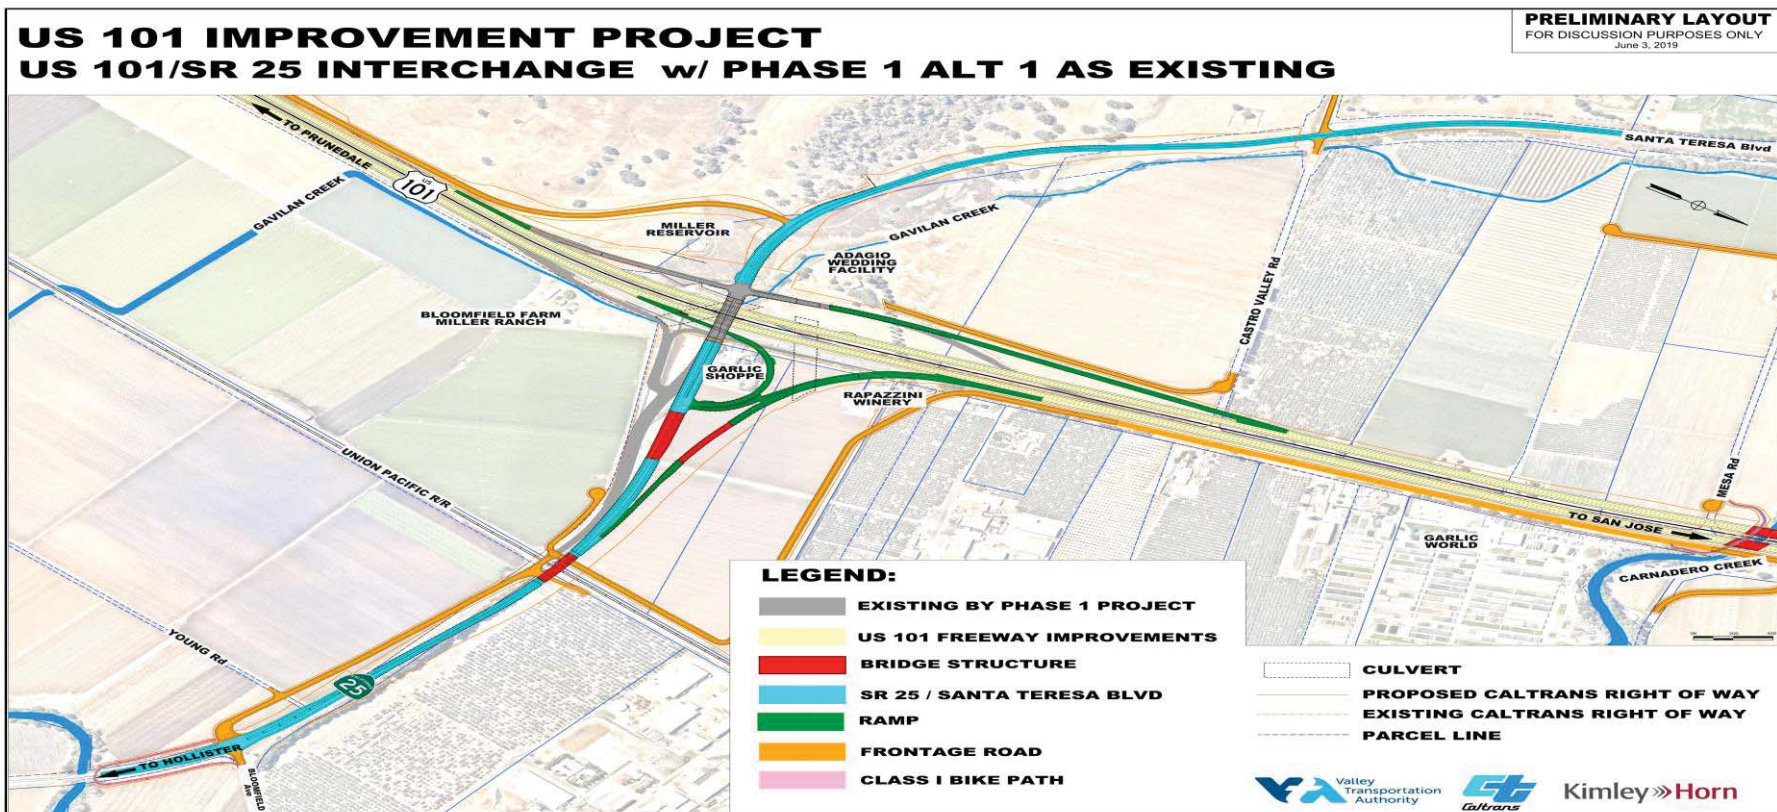 US 101 IMPROVEMENT PROJECT
US 101/SR 25 INTERCHANGE w/ PHASE 1 ALT 1 AS EXISTING
PRELIMINARY LAYOUT
FOR DISCUSSION PURPOSES ONLY
June 3, 2019
TO PRUNEDALE
US
101
GAVILAN CREEK
MILLER
RESERVOIR
GAVILAN CREEK
ADAGIO
WEDDING
FACILITY
SANTA TERESA Blvd
CASTRO VALLEY Rd
BLOOMFIELD FARM
MILLER RANCH
GARLIC
SHOPPE
RAPAZZINI
WINERY
UNION PACIFIC R/R
MESA Rd
TO SAN JOSE
GARLIC
WORLD
CARNADERO CREEK
YOUNG Rd
25
TO HOLLISTER
BLOOMFIELD
Ave
LEGEND:
EXISTING BY PHASE 1 PROJECT
US 101 FREEWAY IMPROVEMENTS
BRIDGE STRUCTURE
SR 25 / SANTA TERESA BLVD
RAMP
FRONTAGE ROAD
CLASS I BIKE PATH
CULVERT
PROPOSED CALTRANS RIGHT OF WAY
EXISTING CALTRANS RIGHT OF WAY
PARCEL LINE
VTA
Valley
Transportation
Authority
Caltrans
Kimley»Horn